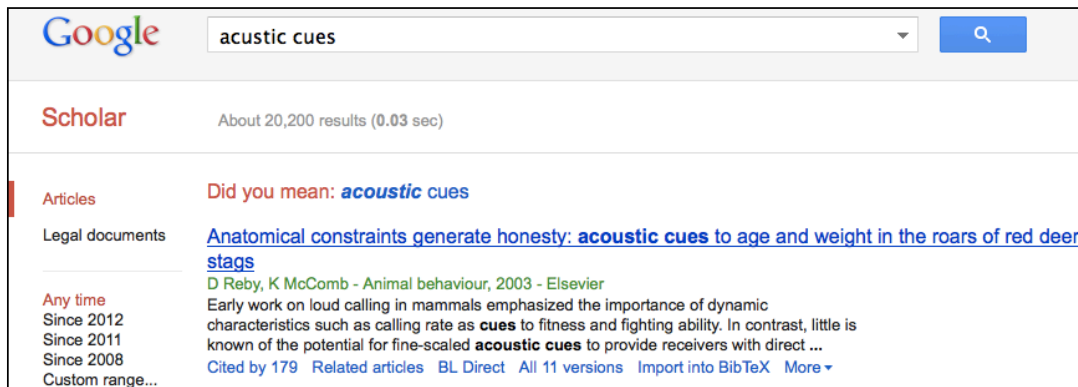 Google
acustic cues
Scholar
About 20,200 results (0.03 sec)
Articles
Legal documents
Any time
Since 2012
Since 2011
Since 2008
Custom range...
Did you mean: acoustic cues
Anatomical constraints generate honesty: acoustic cues to age and weight in the roars of red deer
stags
D Reby, K McComb - Animal behaviour, 2003 - Elsevier
Early work on loud calling in mammals emphasized the importance of dynamic
characteristics such as calling rate as cues to fitness and fighting ability. In contrast, little is
known of the potential for fine-scaled acoustic cues to provide receivers with direct ...
Cited by 179 Related articles BL Direct All 11 versions Import into BibTeX More